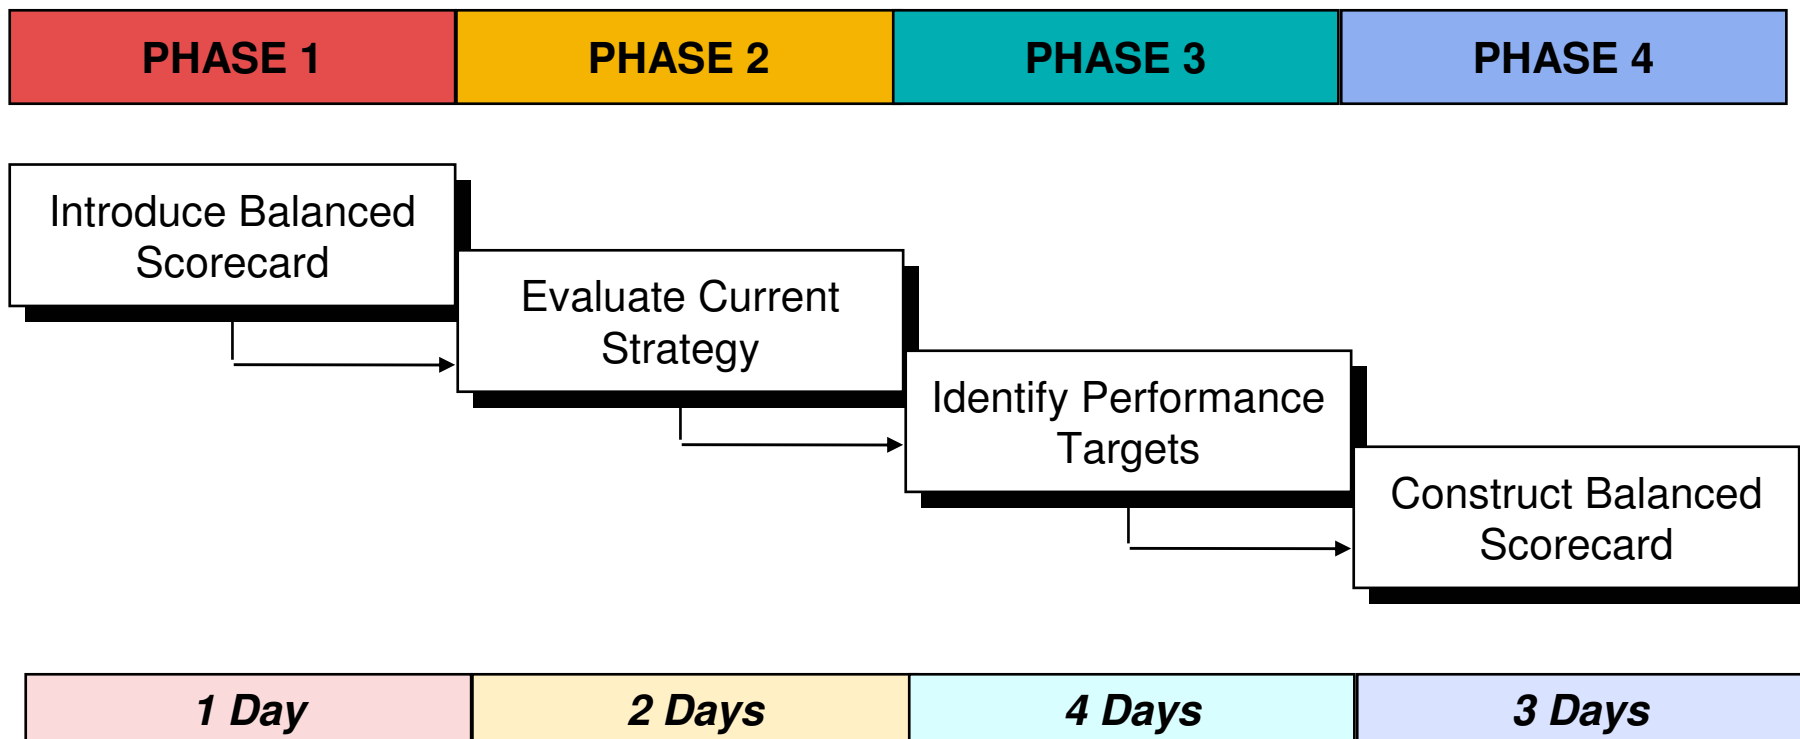 PHASE 1
PHASE 2
PHASE 3
PHASE 4
Introduce Balanced
Scorecard
Evaluate Current
Strategy
Identify Performance
Targets
Construct Balanced
Scorecard
1 Day
2 Days
4 Days
3 Days